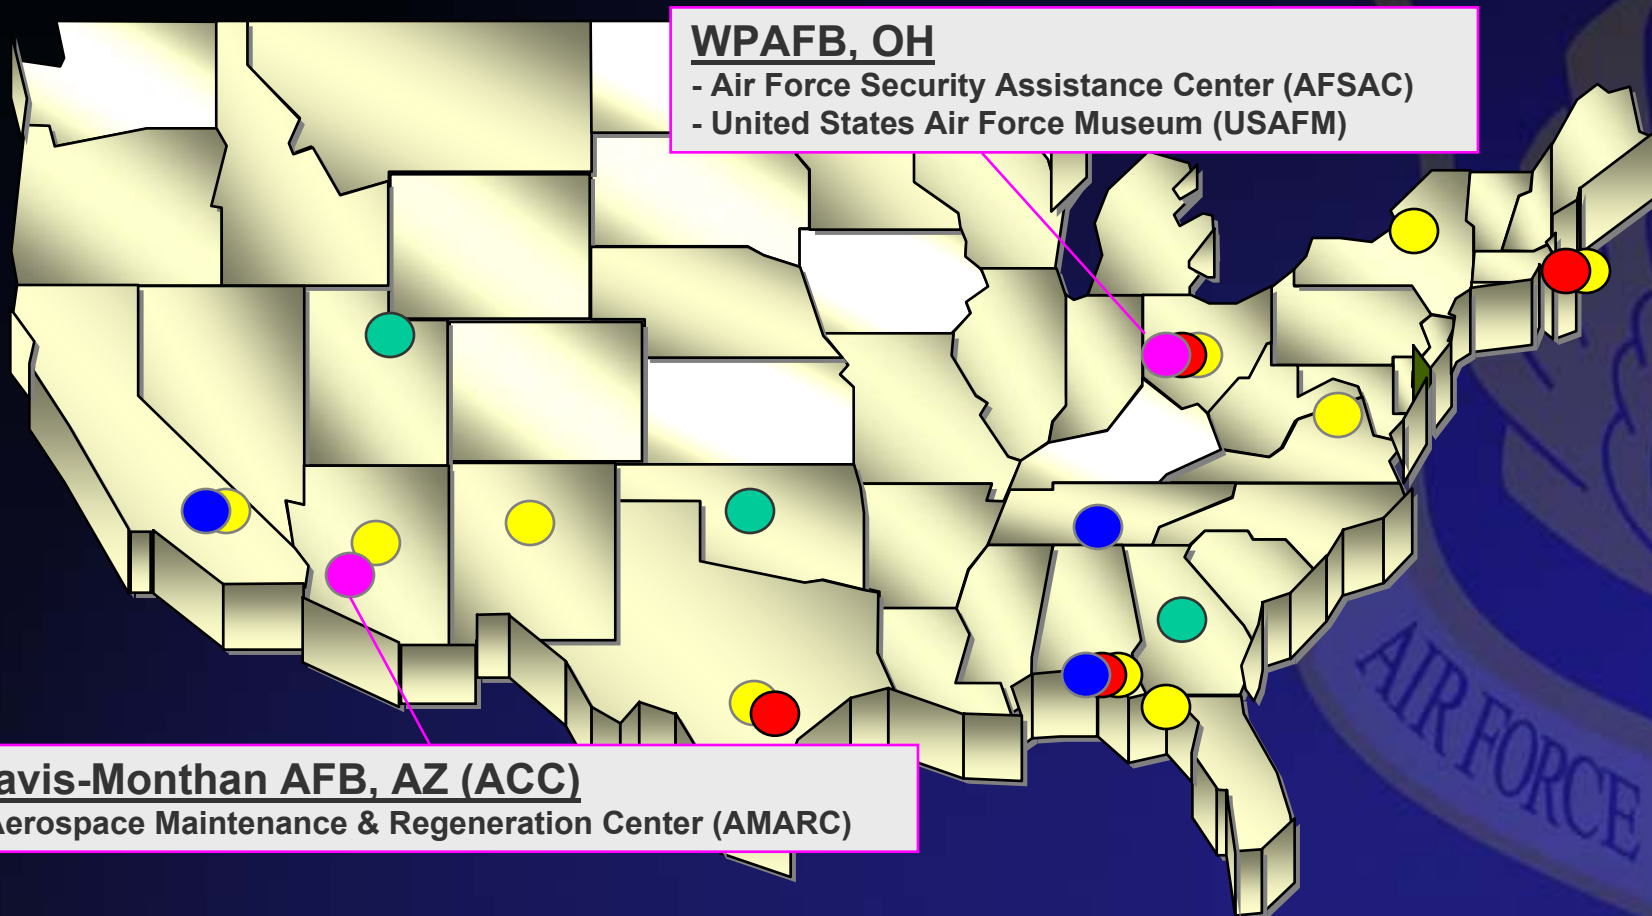 WPAFB, OH
- Air Force Security Assistance Center (AFSAC)
- United States Air Force Museum (USAFM)
avis-Monthan AFB, AZ (ACC)
Aerospace Maintenance & Regeneration Center (AMARC)
AIR FORCE